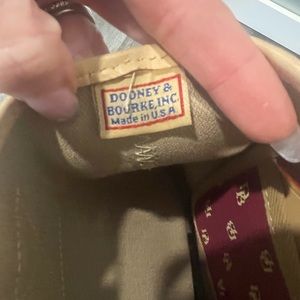 DOONEY &
BOURKE, INC.
Made in U.S.A.